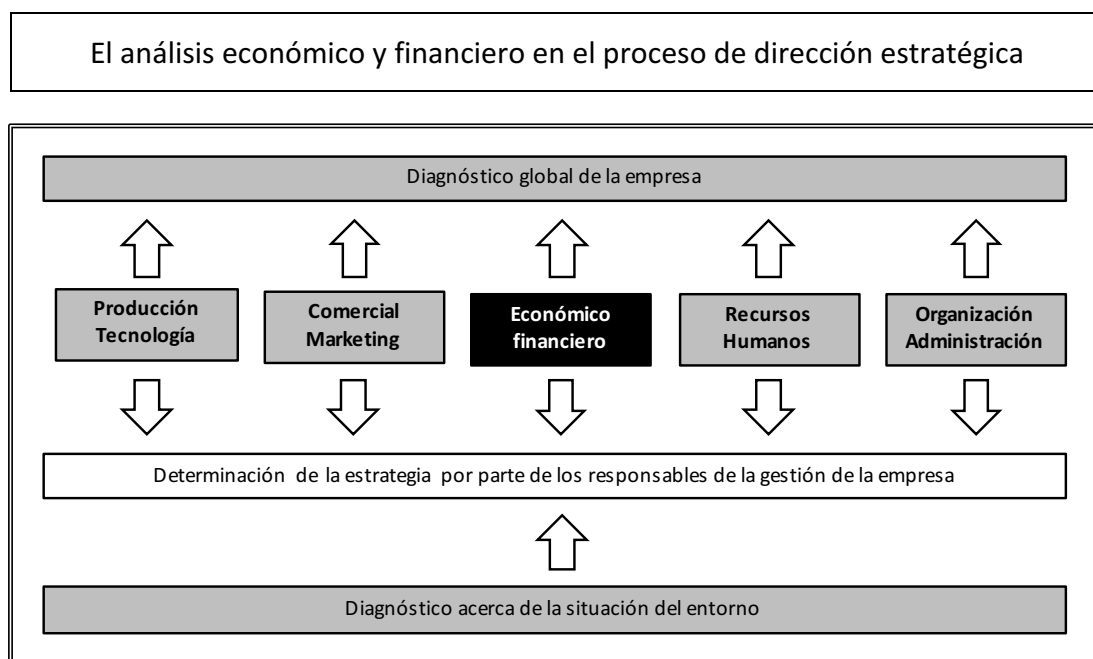 El análisis económico y financiero en el proceso de dirección estratégica
Diagnóstico global de la empresa
Producción
Tecnología
Comercial
Marketing
Económico
financiero
Recursos
Humanos
Organización
Administración
Determinación de la estrategia por parte de los responsables de la gestión de la empresa
Diagnóstico acerca de la situación del entorno